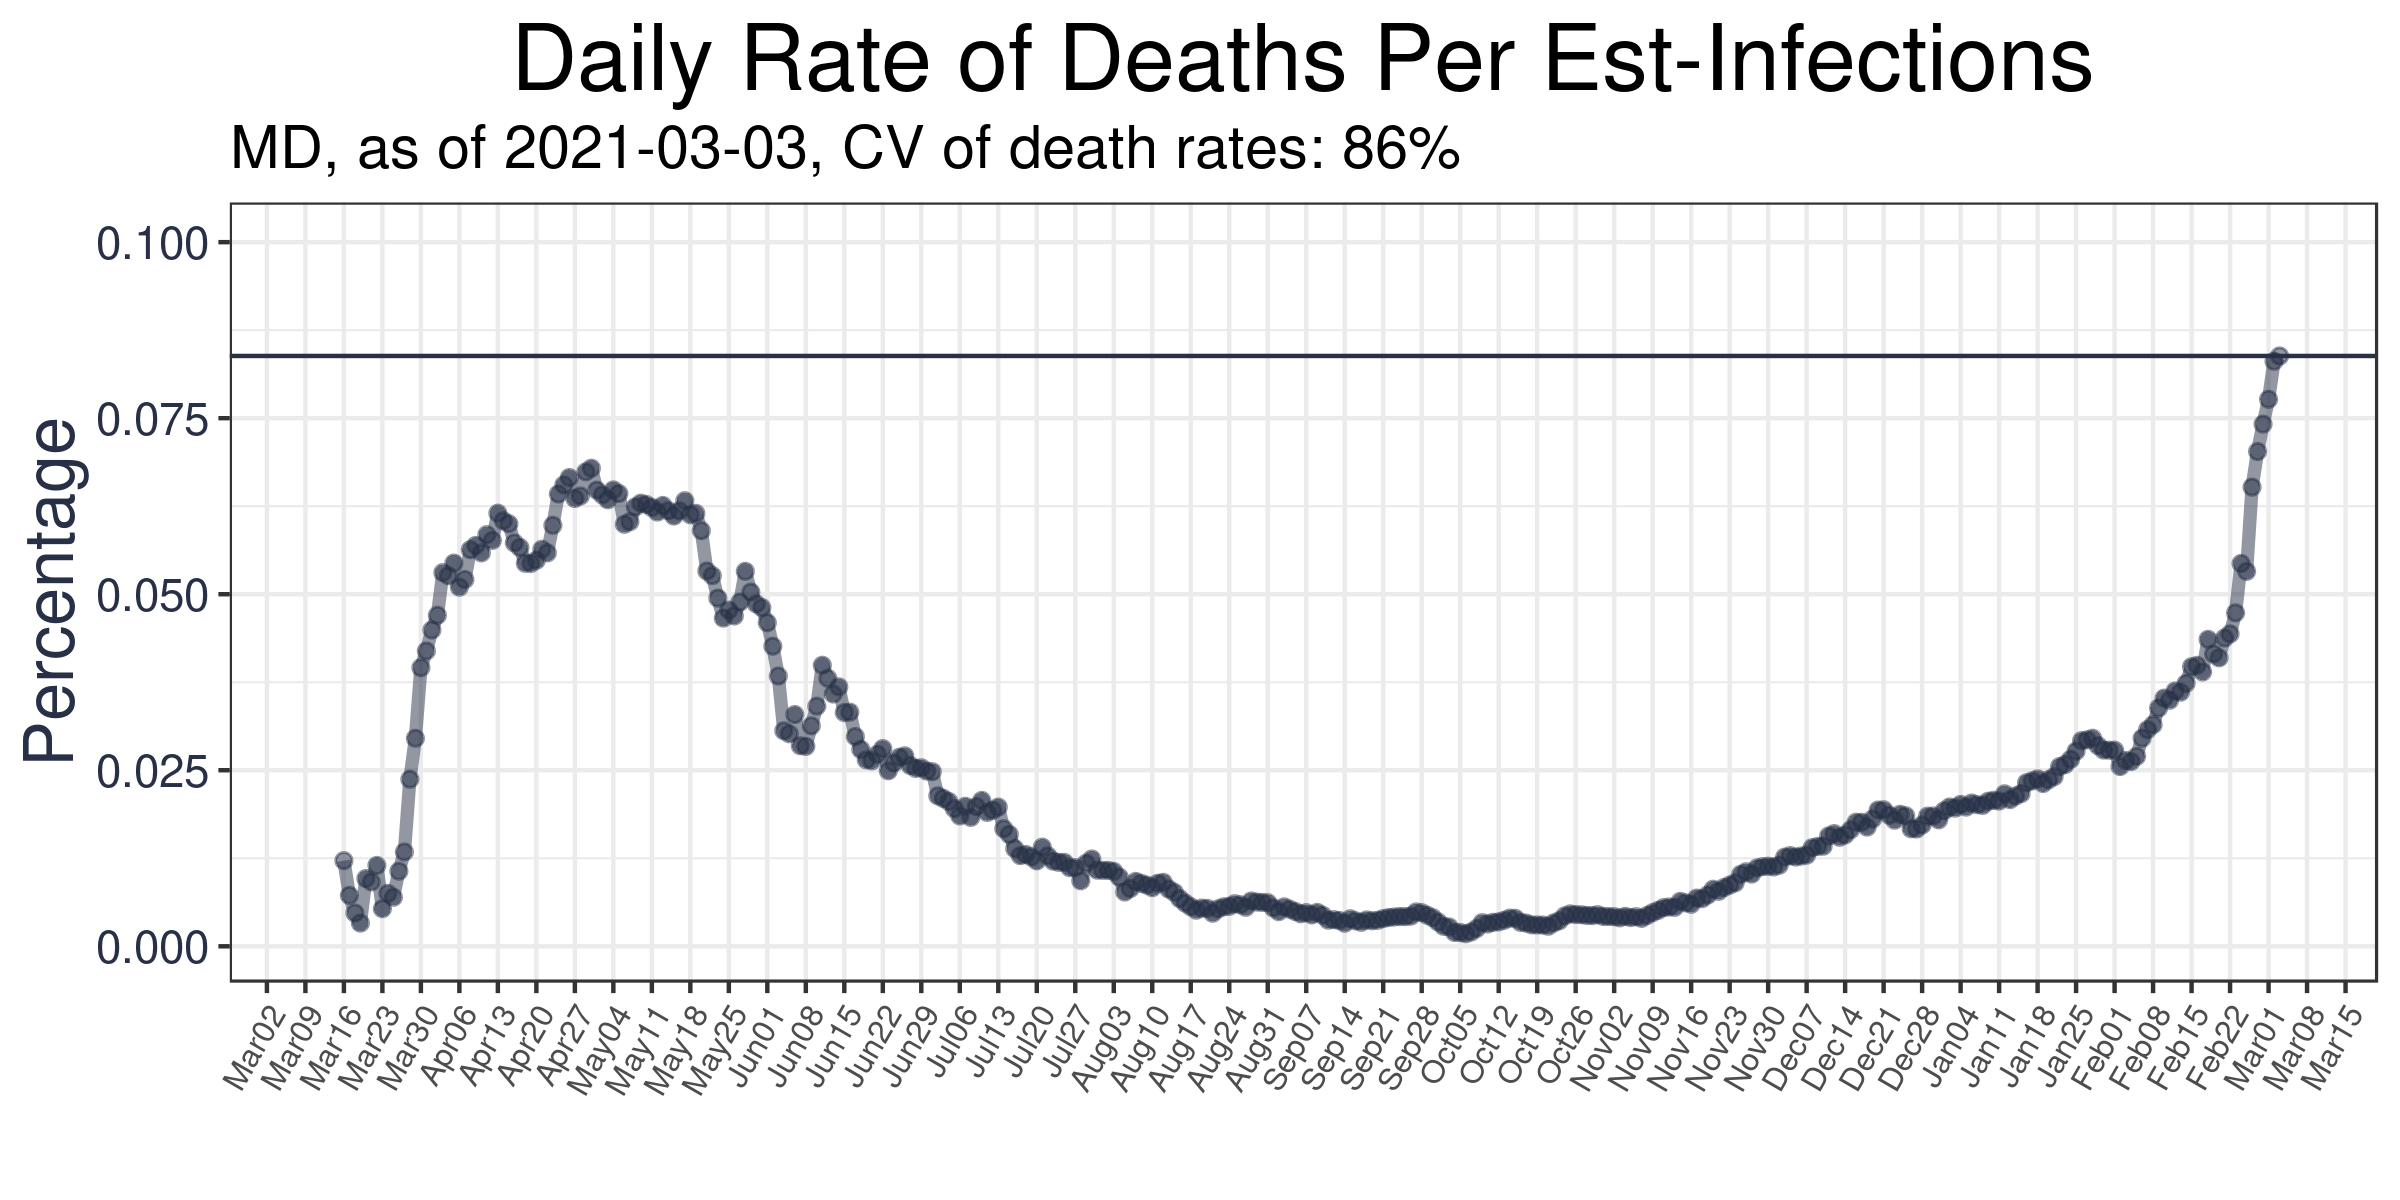 Daily Rate of Deaths Per Est-Infections
MD, as of 2021-03-03, CV of death rates: 86%
Percentage
0.100
0.075
0.050
0.025
0.000
Mar02
Mar09
Mar16
Mar23
Mar30
Apr06
Apr13
Apr20
Apr27
May04
May11
May18
May25
Jun01
Jun08
Jun15
Jun22
Jun29
Jul06
Jul13
Jul20
Jul27
Aug03
Aug10
Aug17
Aug24
Aug31
Sep07
Sep14
Sep21
Sep28
Oct05
Oct12
Oct19
Oct26
Nov02
Nov09
Nov16
Nov23
Nov30
Dec07
Dec14
Dec21
Dec28
Jan04
Jan11
Jan18
Jan25
Feb01
Feb08
Feb15
Feb22
Mar01
Mar08
Mar15